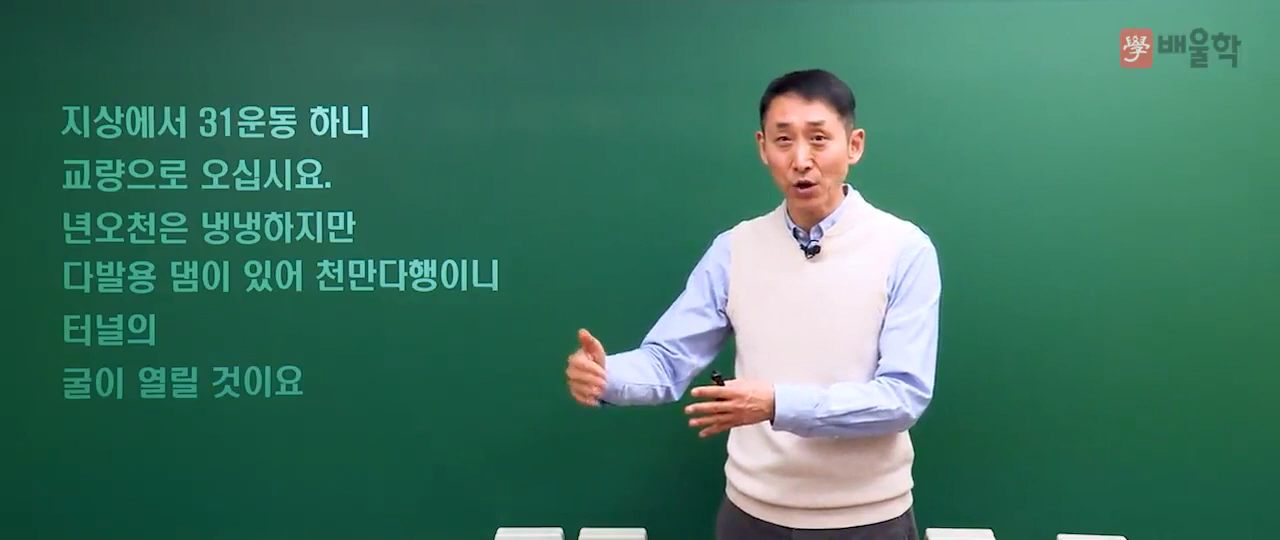 學 배울학
지상에서 31운동 하니
교량으로 오십시요.
년오천은 냉냉하지만
다발용 댐이 있어 천만다행이니
터널의
굴이 열릴 것이요